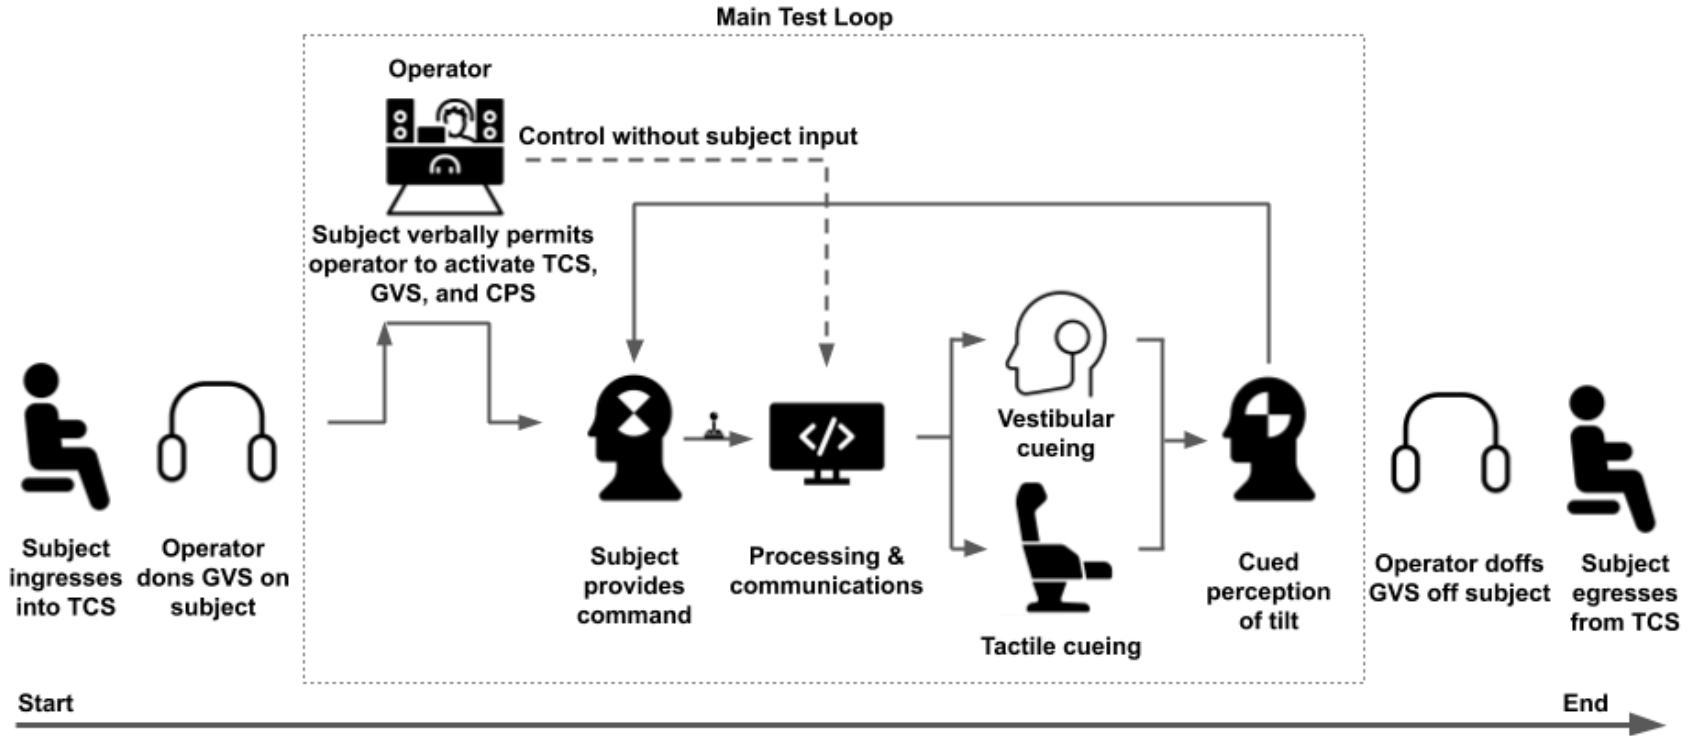 Main Test Loop
Operator
Control without subject input
Subject verbally permits
operator to activate TCS,
GVS, and CPS
</>
Vestibular
cueing
Subject
ingresses
into TCS
Operator
dons GVS on
subject
Subject
provides
command
Processing &
communications
Tactile cueing
Cued
perception
of tilt
Operator doffs
GVS off subject
Subject
egresses
from TCS
Start
End